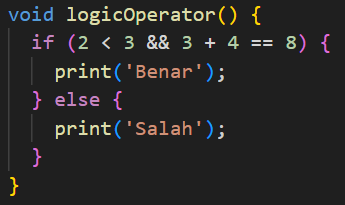 void logicOperator() {
  if (2 < 3 && 3 + 4 == 8) {
    print('Benar');
  } else {
    print('Salah');
  }
}